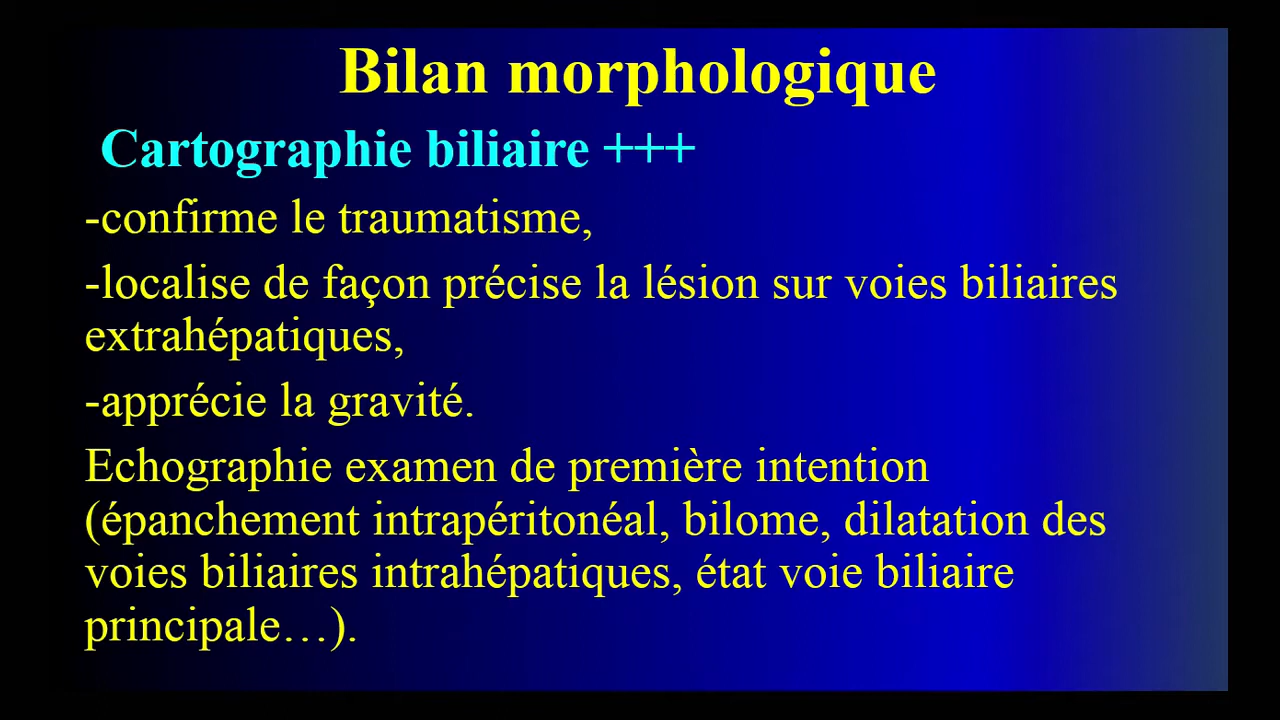 Bilan morphologique
Cartographie biliaire +++
-confirme le traumatisme,
-localise de façon précise la lésion sur voies biliaires
extrahépatiques,
-apprécie la gravité.
Echographie examen de première intention
(épanchement intrapéritonéal, bilome, dilatation des
voies biliaires intrahépatiques, état voie biliaire
principale…).